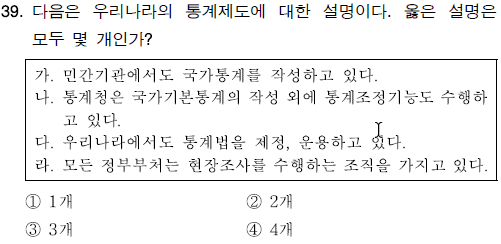 39. 다음은 우리나라의 통계제도에 대한 설명이다. 옳은 설명은
모두 몇 개인가?
가. 민간기관에서도 국가통계를 작성하고 있다.
나. 통계청은 국가기본통계의 작성 외에 통계조정기능도 수행하
고 있다.
다. 우리나라에서도 통계법을 제정, 운용하고 있다.
라. 모든 정부부처는 현장조사를 수행하는 조직을 가지고 있다.
① 1개 ② 2개
③ 3개 ④ 4개